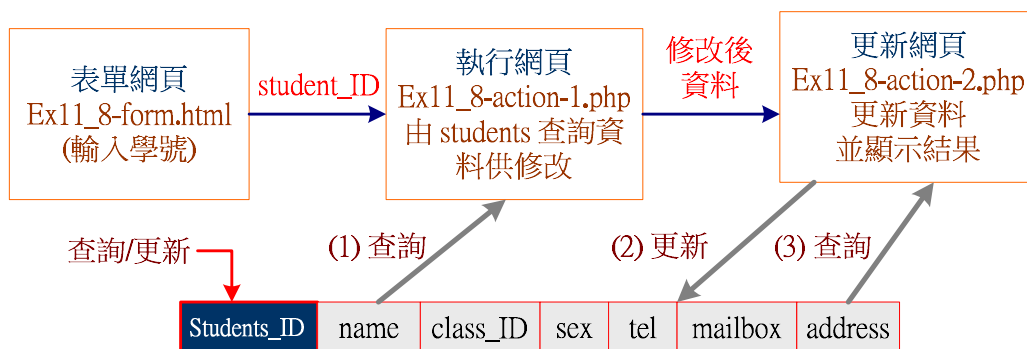 表單網頁
Ex11_8-form.html
(輸入學號)
student_ID
執行網頁
Ex11_8-action-1.php
由 students 查詢資
料供修改
修改後
資料
更新網頁
Ex11_8-action-2.php
更新資料
並顯示結果
查詢/更新
(1) 查詢
(2) 更新
(3) 查詢
Students_ID name class_ID sex tel mailbox address